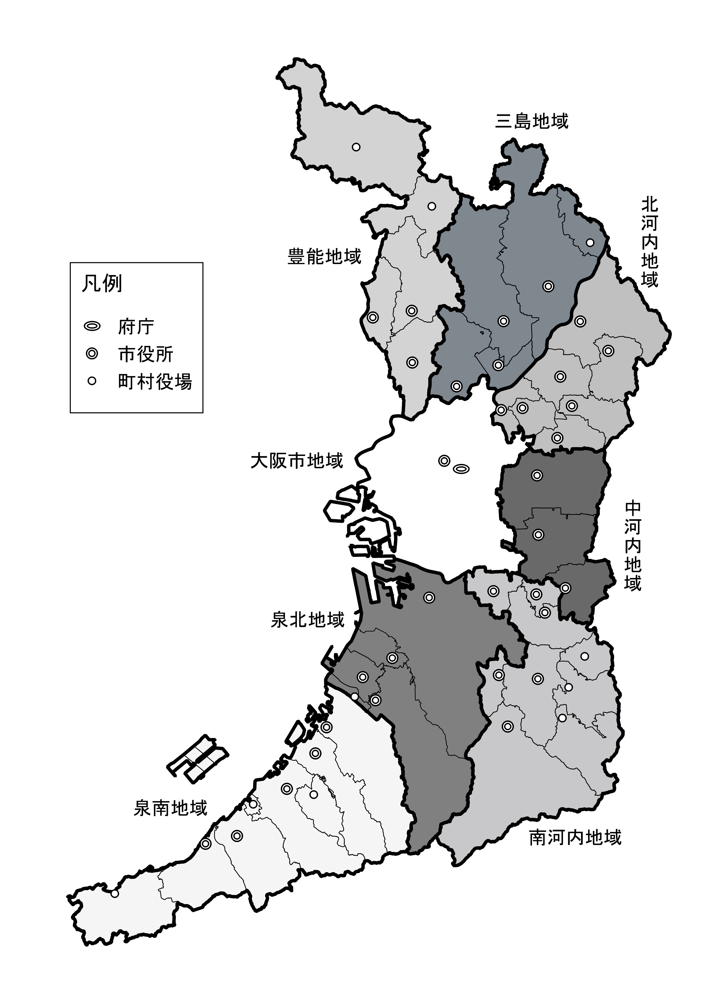 三島地域
北河内地域
豊能地域
凡例
府庁
市役所
町村役場
大阪市地域
中河内地域
泉北地域
泉南地域
南河内地域